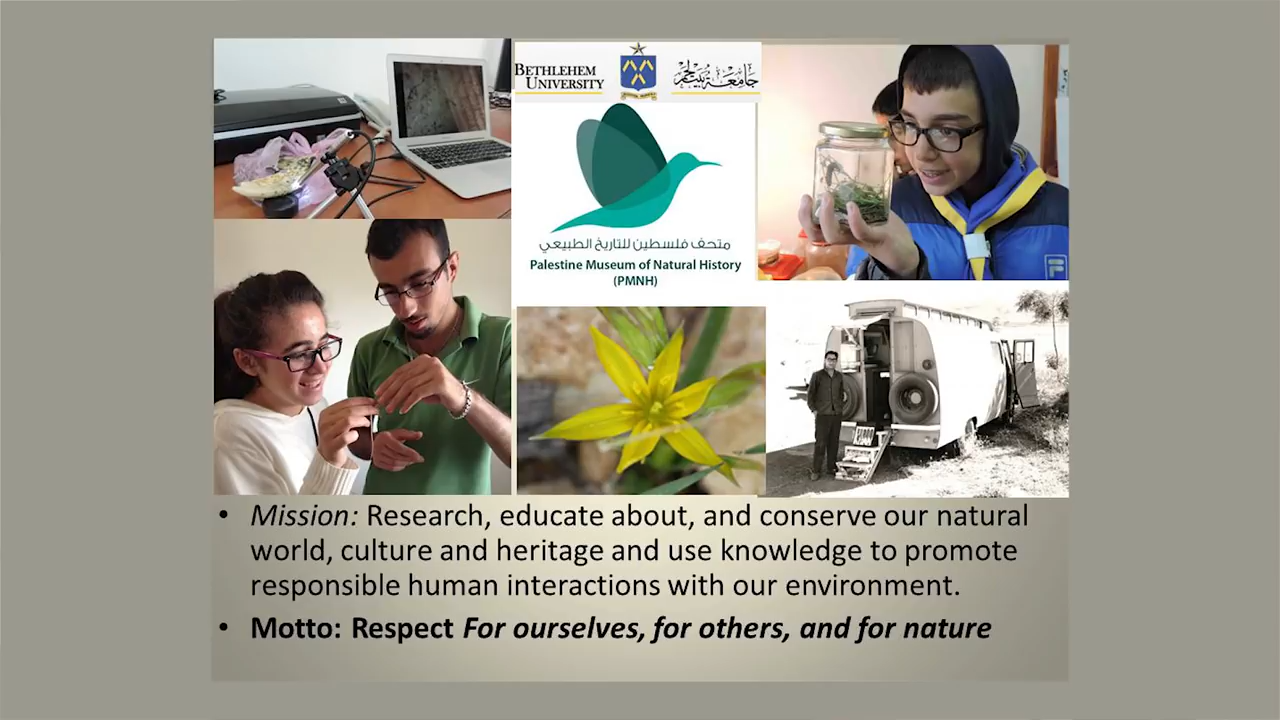 BETHLEHEM
UNIVERSITY
جامعة بيت لحم
متحف فلسطين للتاريخ الطبيعي
Palestine Museum of Natural History
(PMNH)
FILA
• Mission: Research, educate about, and conserve our natural
world, culture and heritage and use knowledge to promote
responsible human interactions with our environment.
• Motto: Respect For ourselves, for others, and for nature